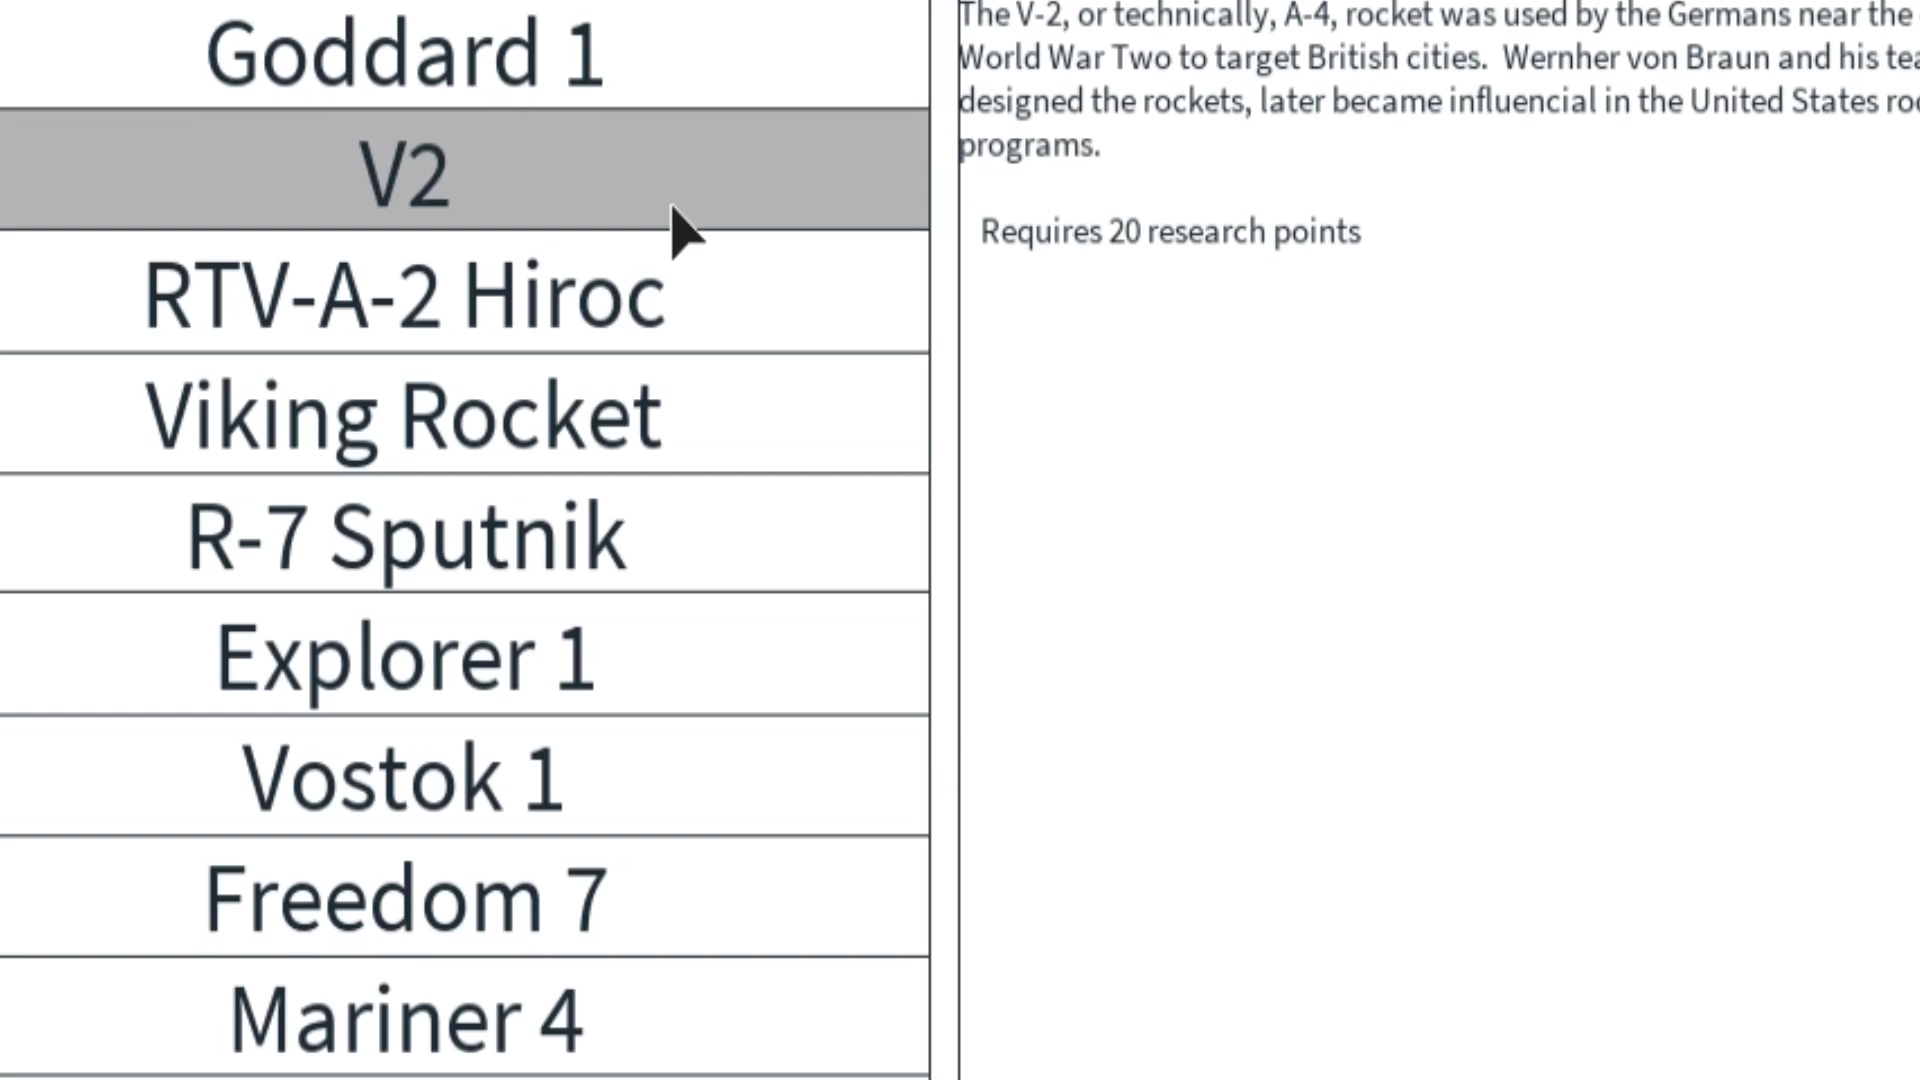 Goddard 1
V2
RTV-A-2 Hiroc
Viking Rocket
R-7 Sputnik
Explorer 1
Vostok 1
Freedom 7
Mariner 4
The V-2, or technically, A-4, rocket was used by the Germans near the
World War Two to target British cities.  Wernher von Braun and his
designed the rockets, later became influencial in the United States
programs.
Requires 20 research points